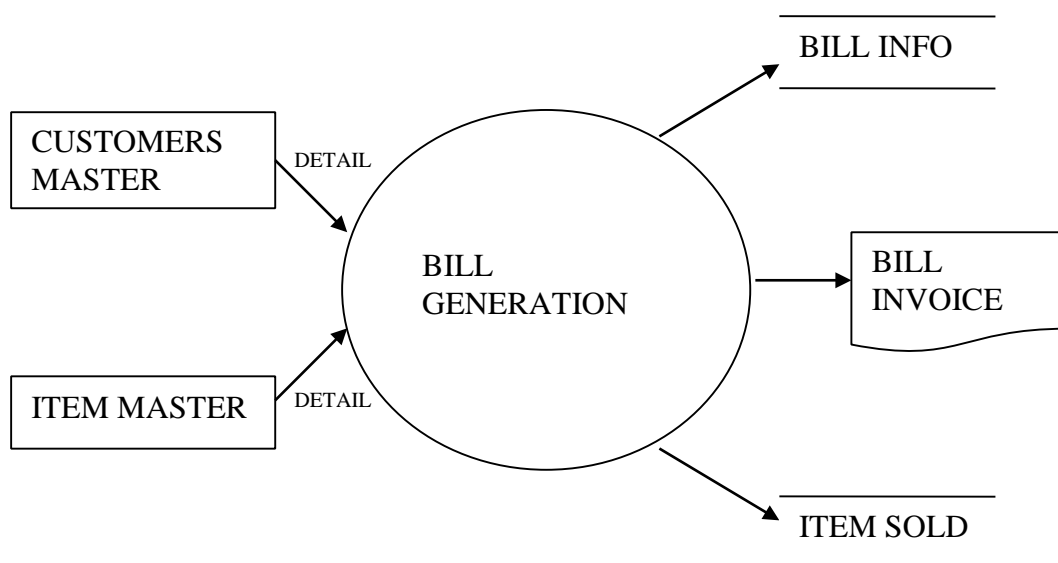 BILL INFO
CUSTOMERS
MASTER
DETAIL
BILL
GENERATION
BILL
INVOICE
ITEM MASTER
DETAIL
ITEM SOLD